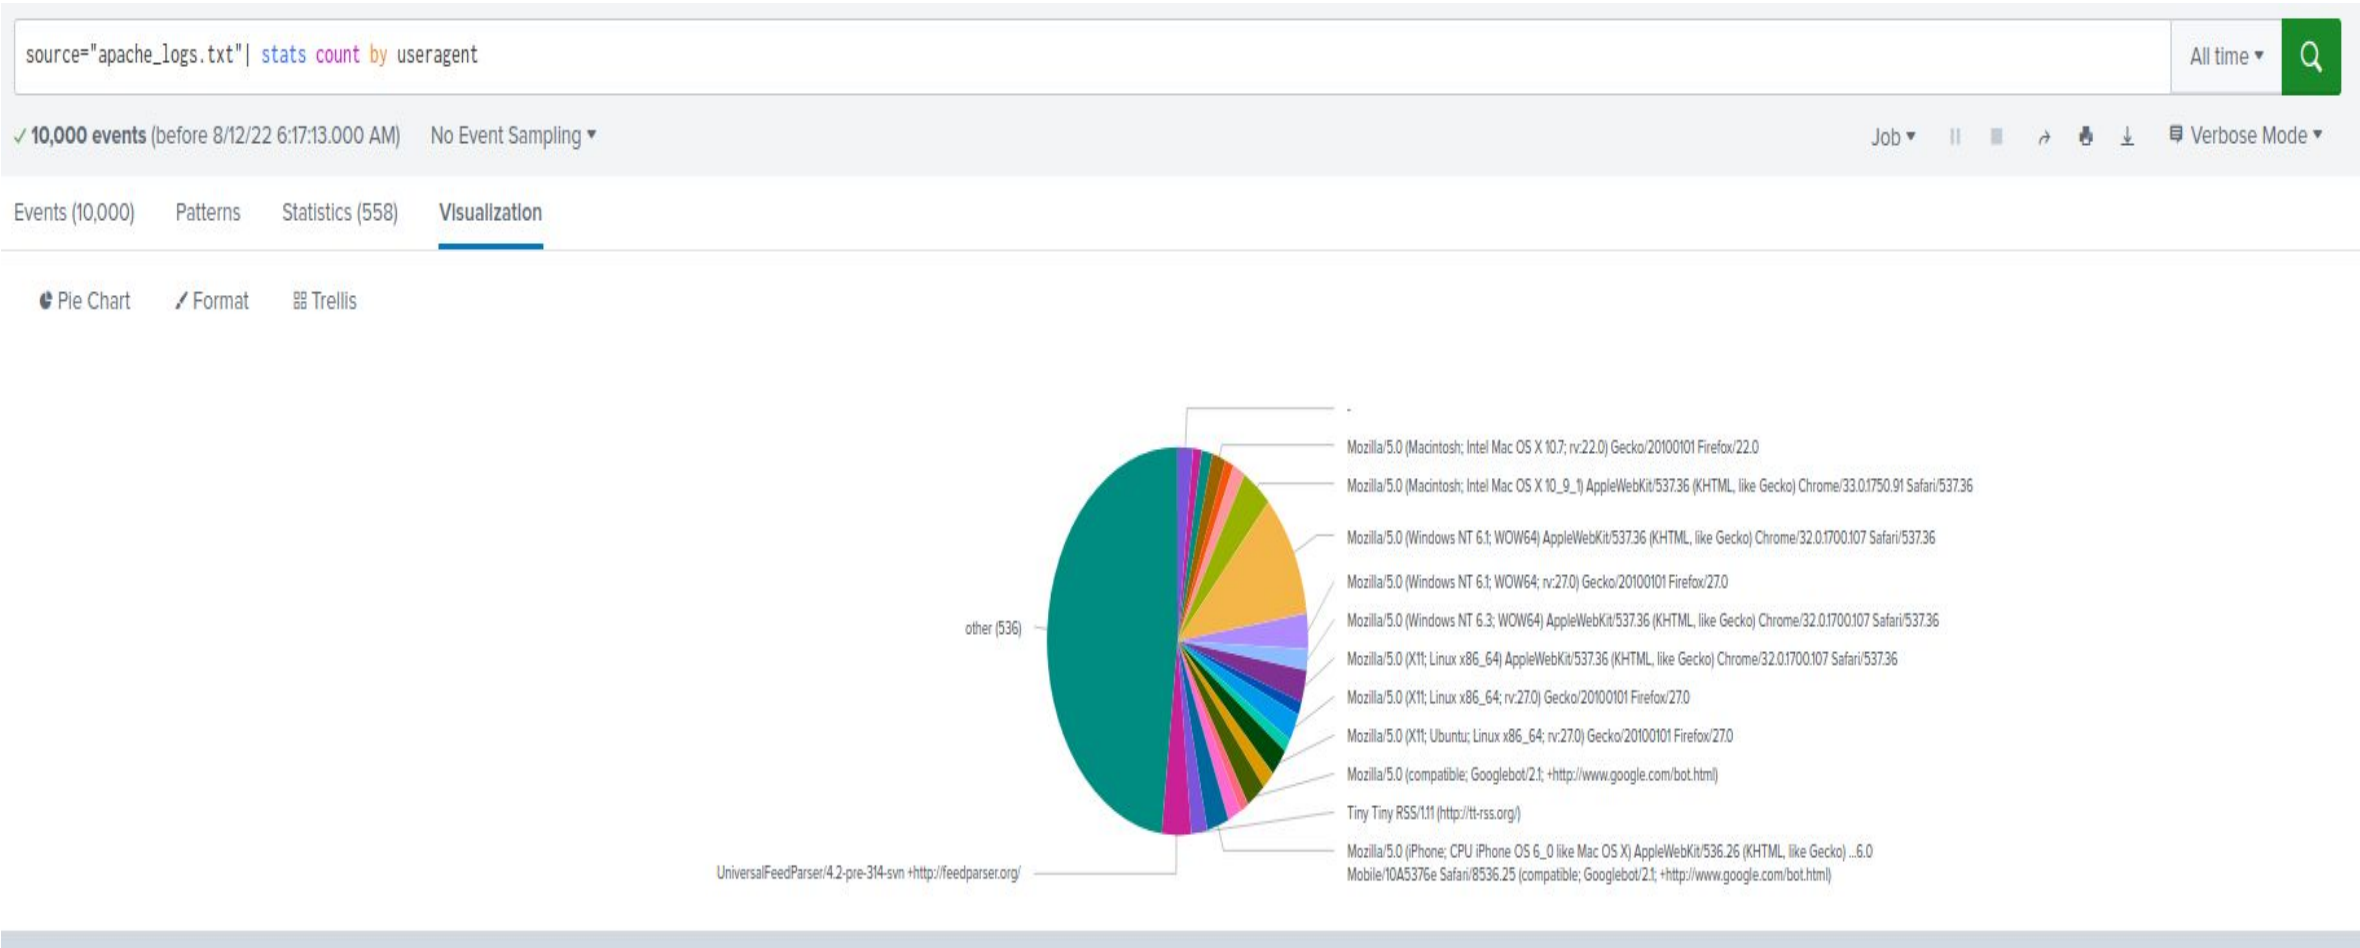 source="apache_logs.txt"| stats count by useragent
All time
10,000 events (before 8/12/22 6:17:13.000 AM)
No Event Sampling
Job
Verbose Mode
Events (10,000)
Patterns
Statistics (558)
Visualization
Pie Chart
Format
Trellis
-
Mozilla/5.0 (Macintosh; Intel Mac OS X 10.7; rv:22.0) Gecko/20100101 Firefox/22.0
Mozilla/5.0 (Macintosh; Intel Mac OS X 10_9_1) AppleWebKit/537.36 (KHTML, like Gecko) Chrome/33.0.1750.91 Safari/537.36
Mozilla/5.0 (Windows NT 6.1; WOW64) AppleWebKit/537.36 (KHTML, like Gecko) Chrome/32.0.1700.107 Safari/537.36
Mozilla/5.0 (Windows NT 6.1; WOW64; rv:27.0) Gecko/20100101 Firefox/27.0
Mozilla/5.0 (Windows NT 6.3; WOW64) AppleWebKit/537.36 (KHTML, like Gecko) Chrome/32.0.1700.107 Safari/537.36
other (536)
Mozilla/5.0 (X11; Linux x86_64) AppleWebKit/537.36 (KHTML, like Gecko) Chrome/32.0.1700.107 Safari/537.36
Mozilla/5.0 (X11; Linux x86_64; rv:27.0) Gecko/20100101 Firefox/27.0
Mozilla/5.0 (X11; Ubuntu; Linux x86_64; rv:27.0) Gecko/20100101 Firefox/27.0
Mozilla/5.0 (compatible; Googlebot/2.1; +http://www.google.com/bot.html)
Tiny Tiny RSS/1.11 (http://tt-rss.org/)
Mozilla/5.0 (iPhone; CPU iPhone OS 6_0 like Mac OS X) AppleWebKit/536.26 (KHTML, like Gecko) ...6.0
Mobile/10A5376e Safari/8536.25 (compatible; Googlebot/2.1; +http://www.google.com/bot.html)
UniversalFeedParser/4.2-pre-314-svn +http://feedparser.org/